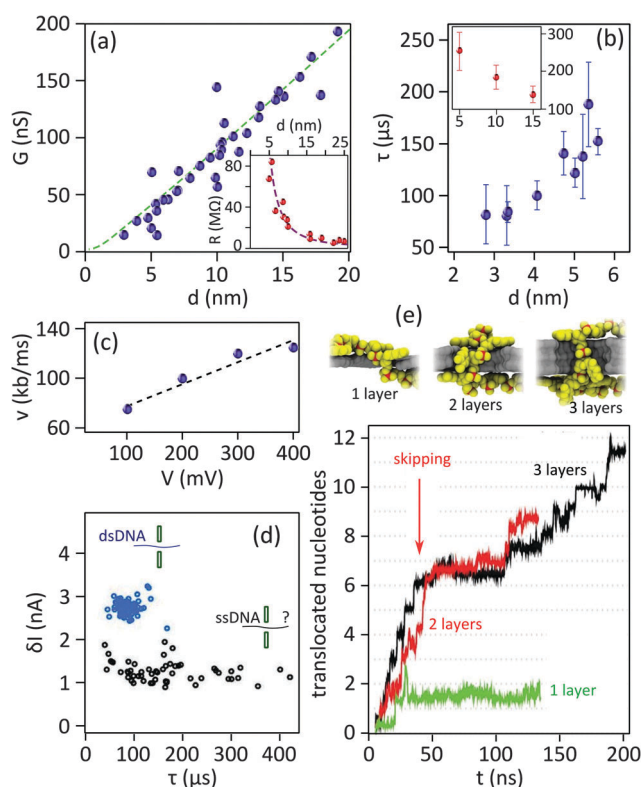 (a)
G (nS)
200
150
100
50
0
0
5
10
15
20
d (nm)
d (nm)
5
15
25
R (MΩ)
80
40
0
(b)
τ (μs)
250
200
150
100
50
2
3
4
5
6
d (nm)
300
200
100
5
10
15
(c)
v (kb/ms)
140
100
60
100
200
300
400
V (mV)
(d)
δI (nA)
4
3
2
1
0
dsDNA
ssDNA ?
0
100
200
300
400
τ (μs)
(e)
1 layer
2 layers
3 layers
translocated nucleotides
12
10
8
6
4
2
0
skipping
3 layers
2 layers
1 layer
0
50
100
150
200
t (ns)